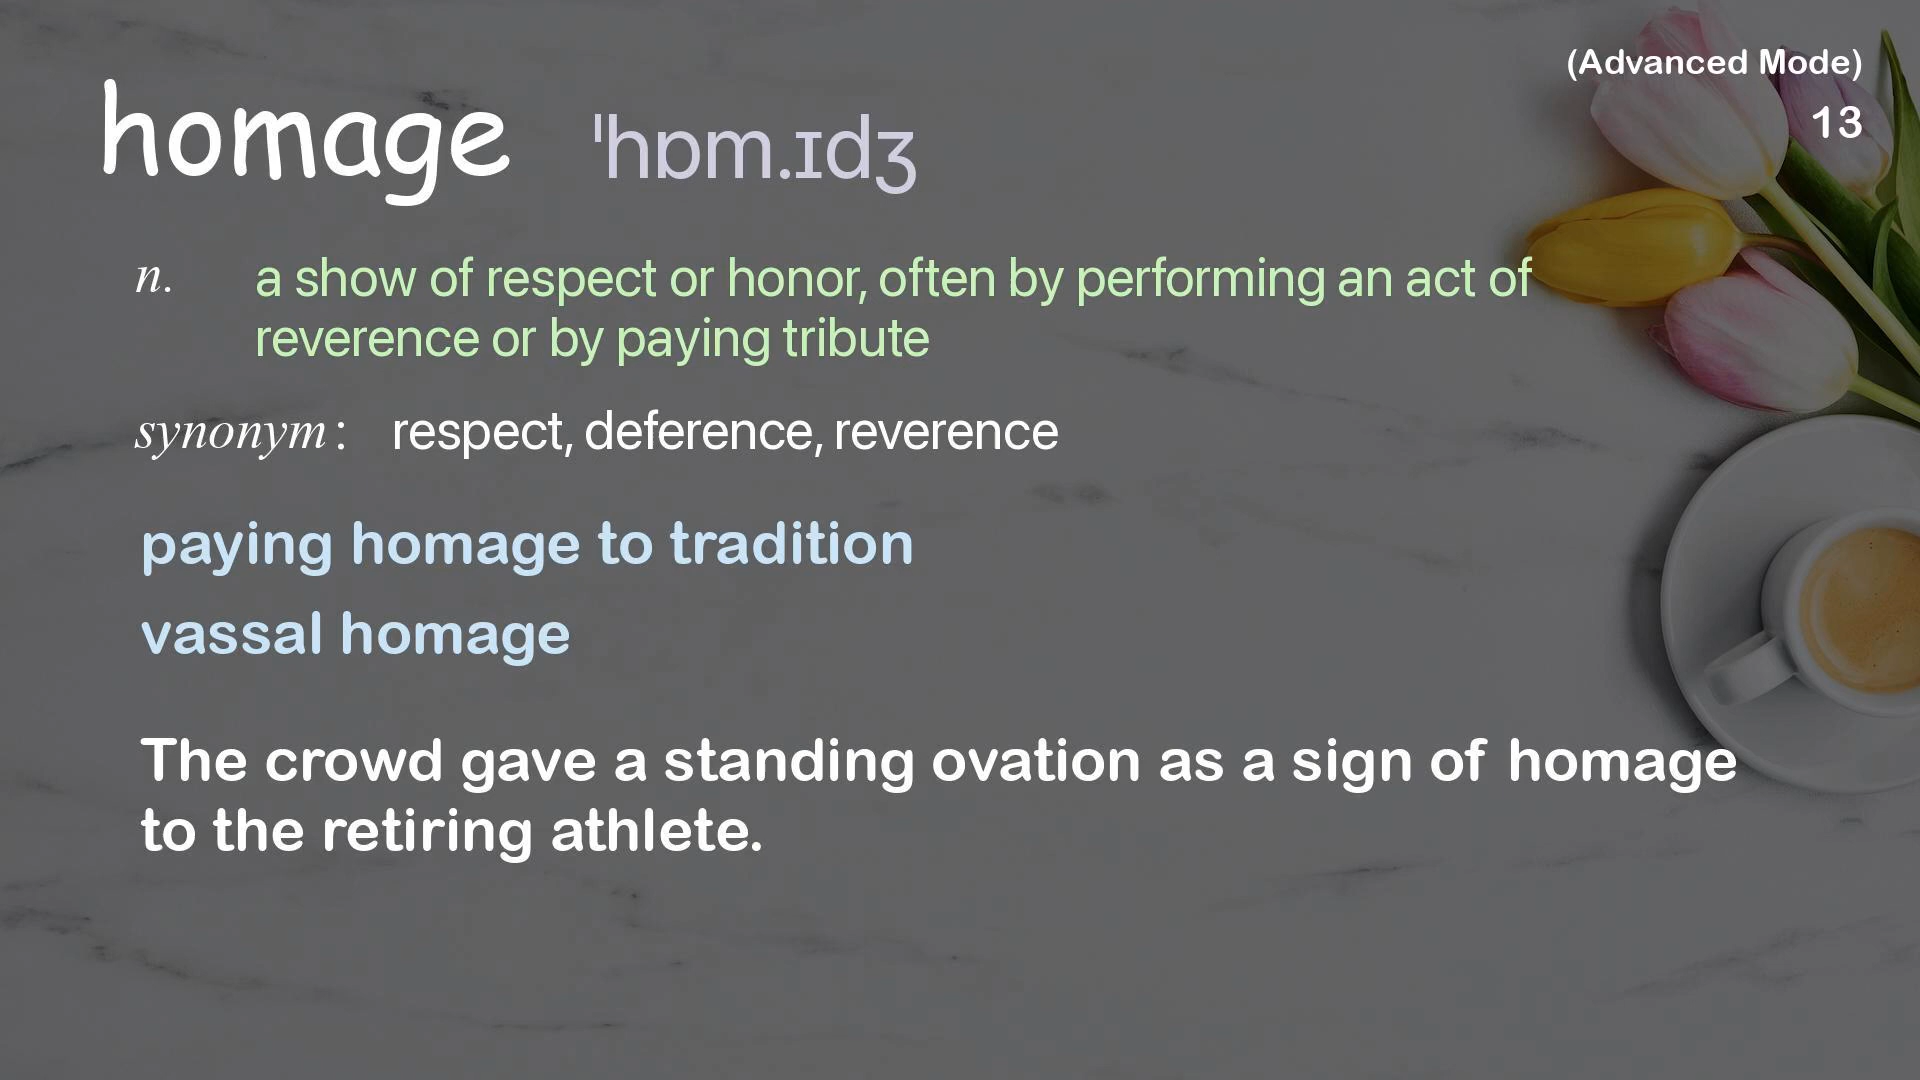 (Advanced Mode)
13
homage ˈhɒm.ɪdʒ
n. a show of respect or honor, often by performing an act of
reverence or by paying tribute
synonym: respect, deference, reverence
paying homage to tradition
vassal homage
The crowd gave a standing ovation as a sign of homage
to the retiring athlete.